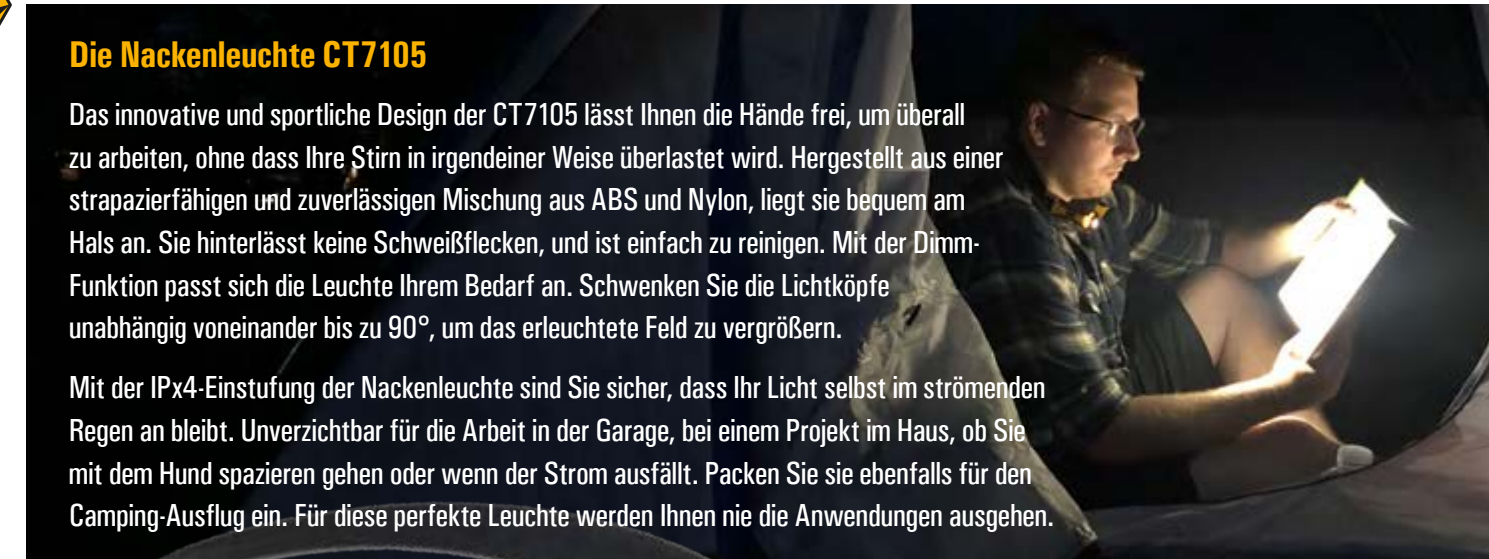 Die Nackenleuchte CT7105
Das innovative und sportliche Design der CT7105 lässt Ihnen die Hände frei, um überall
zu arbeiten, ohne dass Ihre Stirn in irgendeiner Weise überlastet wird. Hergestellt aus einer
strapazierfähigen und zuverlässigen Mischung aus ABS und Nylon, liegt sie bequem am
Hals an. Sie hinterlässt keine Schweißflecken, und ist einfach zu reinigen. Mit der Dimm-
Funktion passt sich die Leuchte Ihrem Bedarf an. Schwenken Sie die Lichtköpfe
unabhängig voneinander bis zu 90°, um das erleuchtete Feld zu vergrößern.
Mit der IPx4-Einstufung der Nackenleuchte sind Sie sicher, dass Ihr Licht selbst im strömenden
Regen an bleibt. Unverzichtbar für die Arbeit in der Garage, bei einem Projekt im Haus, ob Sie
mit dem Hund spazieren gehen oder wenn der Strom ausfällt. Packen Sie sie ebenfalls für den
Camping-Ausflug ein. Für diese perfekte Leuchte werden Ihnen nie die Anwendungen ausgehen.